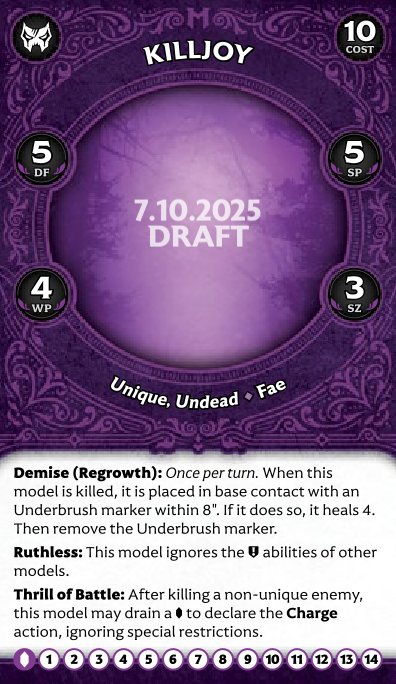 KILLJOY
10
COST
5
DF
5
SP
7.10.2025
DRAFT
4
WP
3
SZ
Unique, Undead ⬥ Fae
Demise (Regrowth): Once per turn. When this
model is killed, it is placed in base contact with an
Underbrush marker within 8". If it does so, it heals 4.
Then remove the Underbrush marker.
Ruthless: This model ignores the abilities of other
models.
Thrill of Battle: After killing a non-unique enemy,
this model may drain a to declare the Charge
action, ignoring special restrictions.
1 2 3 4 5 6 7 8 9 10 11 12 13 14